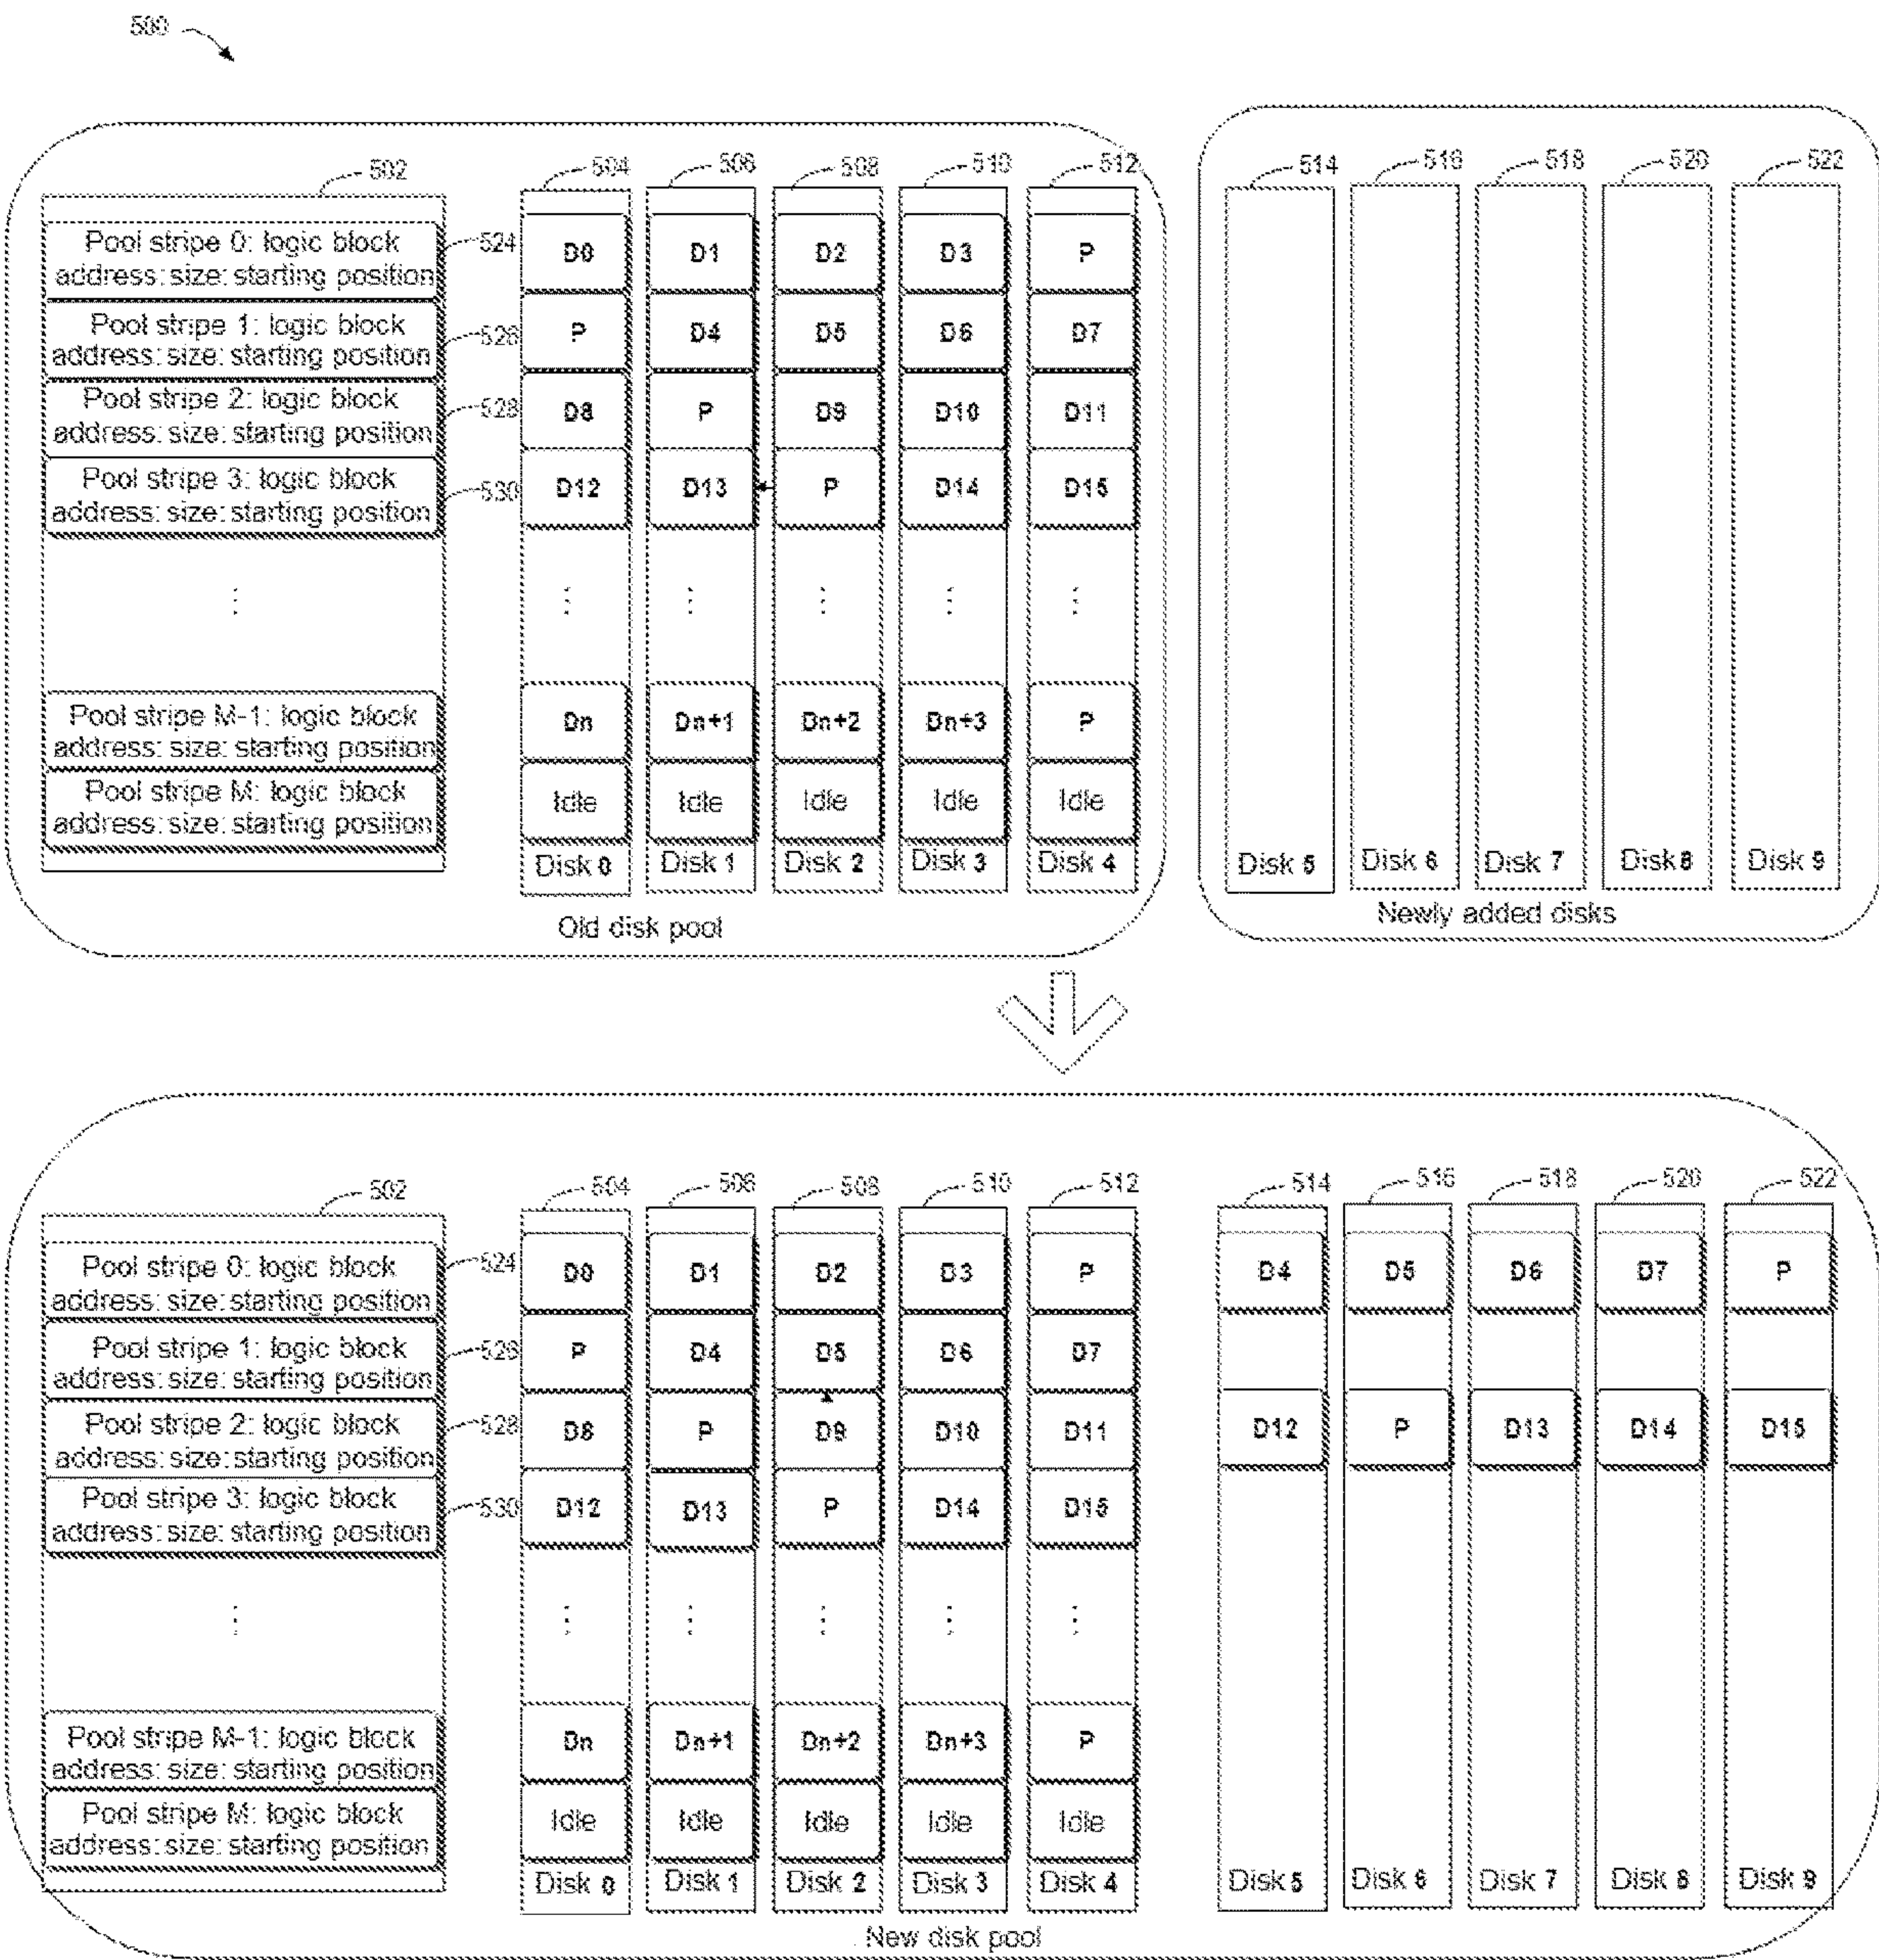 500
502
504
506
508
510
512
514
516
518
520
522
Pool stripe 0: logic block
address: size: starting position
524
D0 D1 D2 D3 P
Pool stripe 1: logic block
address: size: starting position
526
P D4 D5 D6 D7
Pool stripe 2: logic block
address: size: starting position
528
D8 P D9 D10 D11
Pool stripe 3: logic block
address: size: starting position
530
D12 D13 P D14 D15
Pool stripe M-1: logic block
address: size: starting position
Dn Dn+1 Dn+2 Dn+3 P
Pool stripe M: logic block
address: size: starting position
Idle Idle Idle Idle Idle
Disk 0 Disk 1 Disk 2 Disk 3 Disk 4
Old disk pool
Disk 5 Disk 6 Disk 7 Disk 8 Disk 9
Newly added disks
502
504
506
508
510
512
514
516
518
520
522
Pool stripe 0: logic block
address: size: starting position
524
D0 D1 D2 D3 P D4 D5 D6 D7 P
Pool stripe 1: logic block
address: size: starting position
526
P D4 D5 D6 D7
Pool stripe 2: logic block
address: size: starting position
528
D8 P D9 D10 D11 D12 P D13 D14 D15
Pool stripe 3: logic block
address: size: starting position
530
D12 D13 P D14 D15
Pool stripe M-1: logic block
address: size: starting position
Dn Dn+1 Dn+2 Dn+3 P
Pool stripe M: logic block
address: size: starting position
Idle Idle Idle Idle Idle
Disk 0 Disk 1 Disk 2 Disk 3 Disk 4 Disk 5 Disk 6 Disk 7 Disk 8 Disk 9
New disk pool